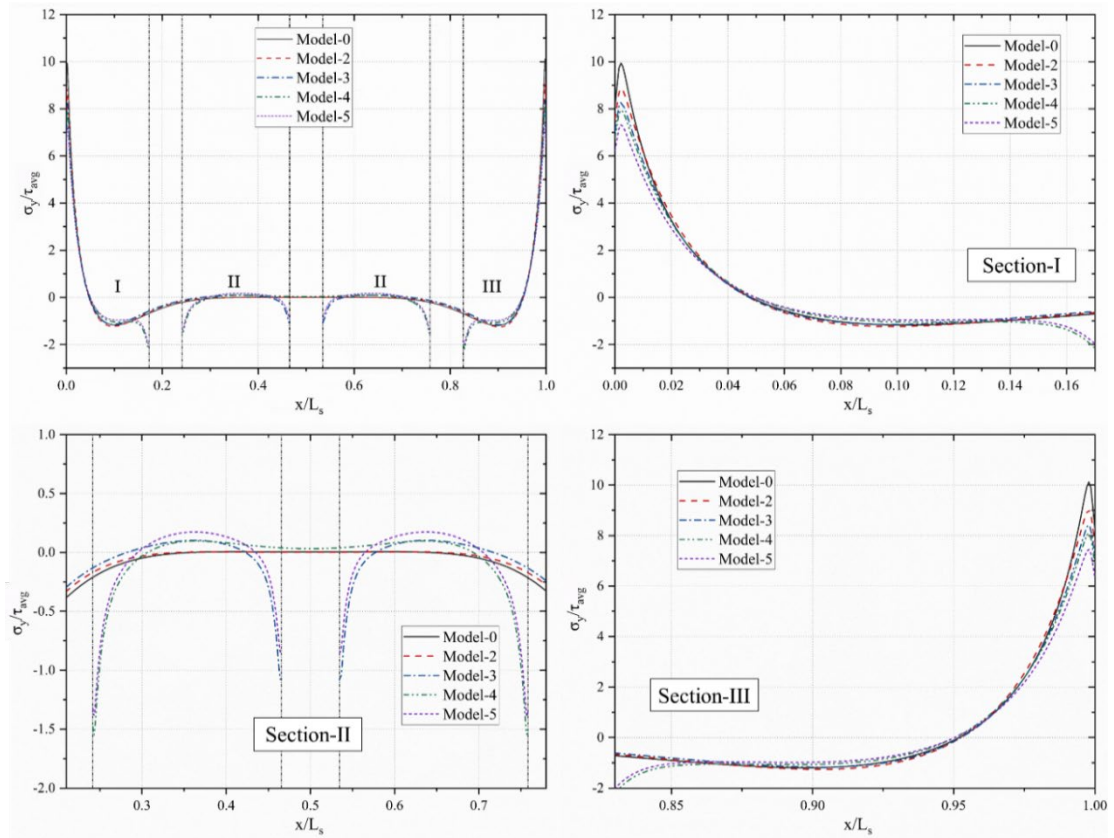 12
10
8
6
4
2
0
-2
σy/τavg
Model-0
Model-2
Model-3
Model-4
Model-5
I
II
II
III
0.0
0.2
0.4
0.6
0.8
1.0
x/Ls
12
10
8
6
4
2
0
-2
σy/τavg
Model-0
Model-2
Model-3
Model-4
Model-5
Section-I
0.00
0.02
0.04
0.06
0.08
0.10
0.12
0.14
0.16
x/Ls
1.0
0.5
0.0
-0.5
-1.0
-1.5
-2.0
σy/τavg
Model-0
Model-2
Model-3
Model-4
Model-5
Section-II
0.3
0.4
0.5
0.6
0.7
x/Ls
12
10
8
6
4
2
0
-2
σy/τavg
Model-0
Model-2
Model-3
Model-4
Model-5
Section-III
0.85
0.90
0.95
1.00
x/Ls